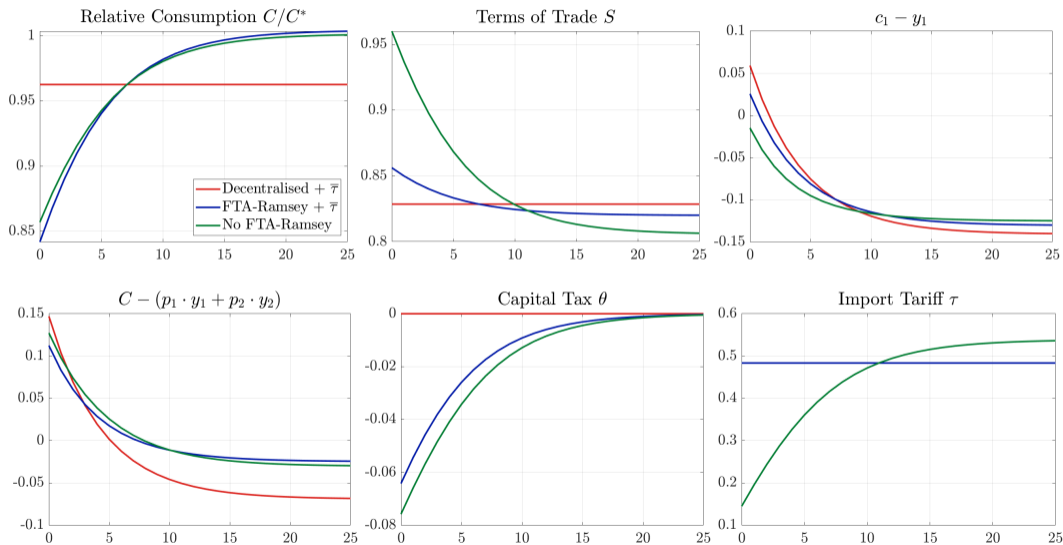 Relative Consumption C/C*
1
0.95
0.9
0.85
0 5 10 15 20 25
Decentralised + τ̅
FTA-Ramsey + τ̅
No FTA-Ramsey
Terms of Trade S
0.95
0.9
0.85
0.8
0 5 10 15 20 25
c₁ − y₁
0.1
0.05
0
-0.05
-0.1
-0.15
0 5 10 15 20 25
C − (p₁ · y₁ + p₂ · y₂)
0.15
0.1
0.05
0
-0.05
-0.1
0 5 10 15 20 25
Capital Tax θ
0
-0.02
-0.04
-0.06
-0.08
0 5 10 15 20 25
Import Tariff τ
0.6
0.5
0.4
0.3
0.2
0.1
0 5 10 15 20 25